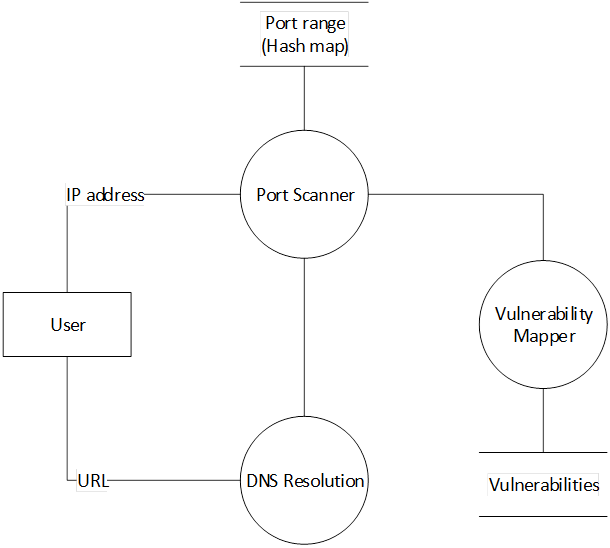 Port range
(Hash map)
IP address
Port Scanner
User
Vulnerability
Mapper
URL
DNS Resolution
Vulnerabilities